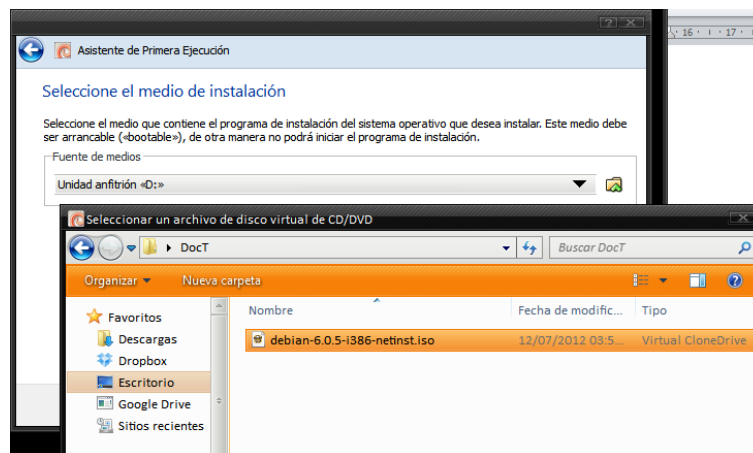 16 · ı · 17 ·
Asistente de Primera Ejecución
Seleccione el medio de instalación
Seleccione el medio que contiene el programa de instalación del sistema operativo que desea instalar. Este medio debe
ser arrancable («bootable»), de otra manera no podrá iniciar el programa de instalación.
Fuente de medios
Unidad anfitrión «D:»
Seleccionar un archivo de disco virtual de CD/DVD
DocT
Buscar DocT
Organizar
Nueva carpeta
Nombre
Fecha de modific...
Tipo
Favoritos
Descargas
Dropbox
Escritorio
Google Drive
Sitios recientes
debian-6.0.5-i386-netinst.iso
12/07/2012 03:5...
Virtual CloneDrive